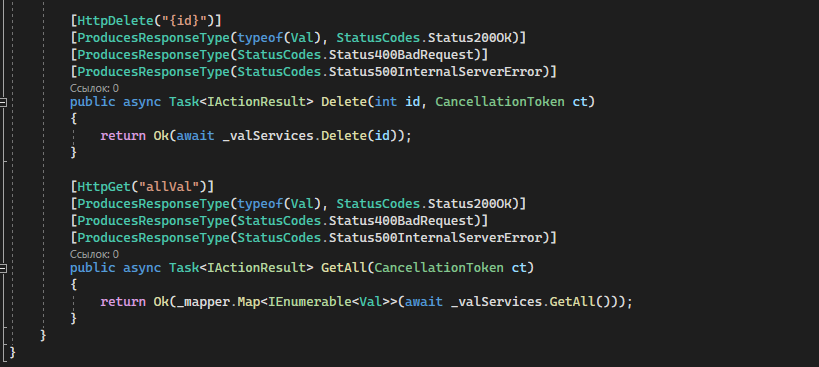 [HttpDelete("{id}")]
[ProducesResponseType(typeof(Val), StatusCodes.Status200OK)]
[ProducesResponseType(StatusCodes.Status400BadRequest)]
[ProducesResponseType(StatusCodes.Status500InternalServerError)]
Ссылок: 0
public async Task<IActionResult> Delete(int id, CancellationToken ct)
{
return Ok(await _valServices.Delete(id));
}
[HttpGet("allVal")]
[ProducesResponseType(typeof(Val), StatusCodes.Status200OK)]
[ProducesResponseType(StatusCodes.Status400BadRequest)]
[ProducesResponseType(StatusCodes.Status500InternalServerError)]
Ссылок: 0
public async Task<IActionResult> GetAll(CancellationToken ct)
{
return Ok(_mapper.Map<IEnumerable<Val>>(await _valServices.GetAll()));
}
}
}